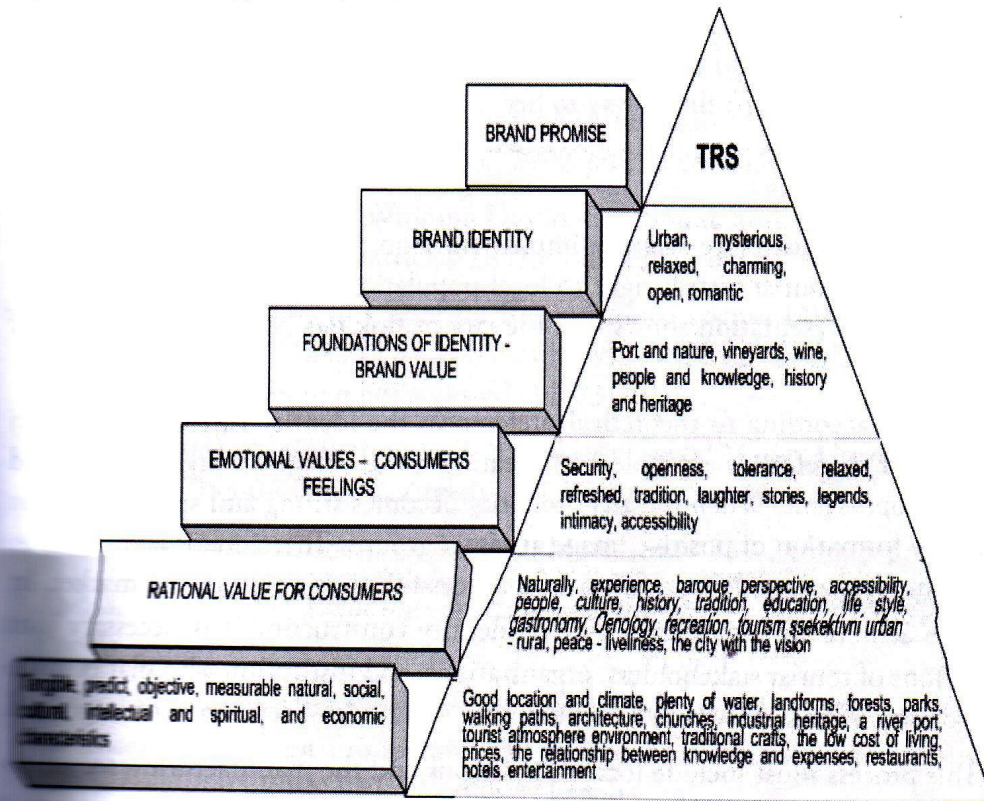 BRAND PROMISE
TRS
BRAND IDENTITY
Urban, mysterious,
relaxed, charming,
open, romantic
FOUNDATIONS OF IDENTITY -
BRAND VALUE
Port and nature, vineyards, wine,
people and knowledge, history
and heritage
EMOTIONAL VALUES – CONSUMERS
FEELINGS
Security, openness, tolerance, relaxed,
refreshed, tradition, laughter, stories, legends,
intimacy, accessibility
RATIONAL VALUE FOR CONSUMERS
Naturally, experience, baroque perspective, accessibility,
people, culture, history, tradition, education, life style,
gastronomy, Oenology, recreation, tourism ssekektivni urban
- rural, peace - liveliness, the city with the vision
Tangible, predict, objective, measurable natural, social,
cultural, intellectual and spiritual, and economic
characteristics
Good location and climate, plenty of water, landforms, forests, parks,
walking paths, architecture, churches, industrial heritage, a river port,
tourist atmosphere environment, traditional crafts, the low cost of living,
prices, the relationship between knowledge and expenses, restaurants,
hotels, entertainment